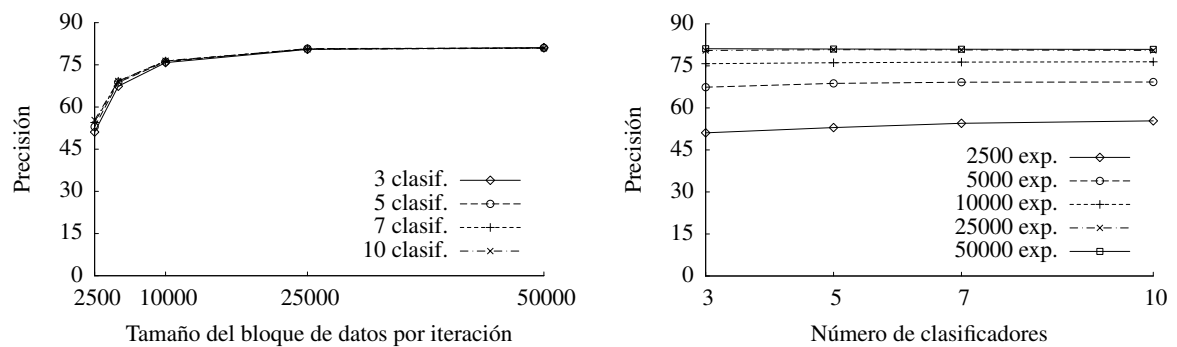 90
75
60
45
30
15
0
Precisión
3 clasif.
5 clasif.
7 clasif.
10 clasif.
2500 10000 25000 50000
Tamaño del bloque de datos por iteración
90
75
60
45
30
15
0
Precisión
2500 exp.
5000 exp.
10000 exp.
25000 exp.
50000 exp.
3 5 7 10
Número de clasificadores